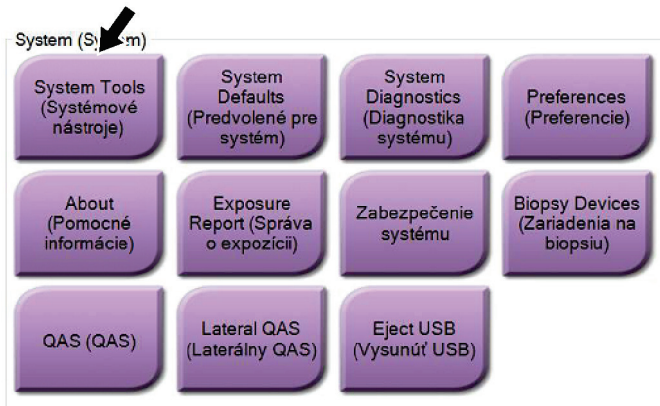 System (System)
System Tools
(Systémové
nástroje)
System
Defaults
(Predvolené pre
systém)
System
Diagnostics
(Diagnostika
systému)
Preferences
(Preferencie)
About
(Pomocné
informácie)
Exposure
Report (Správa
o expozícii)
Zabezpečenie
systému
Biopsy Devices
(Zariadenia na
biopsiu)
QAS (QAS)
Lateral QAS
(Laterálny QAS)
Eject USB
(Vysunúť USB)